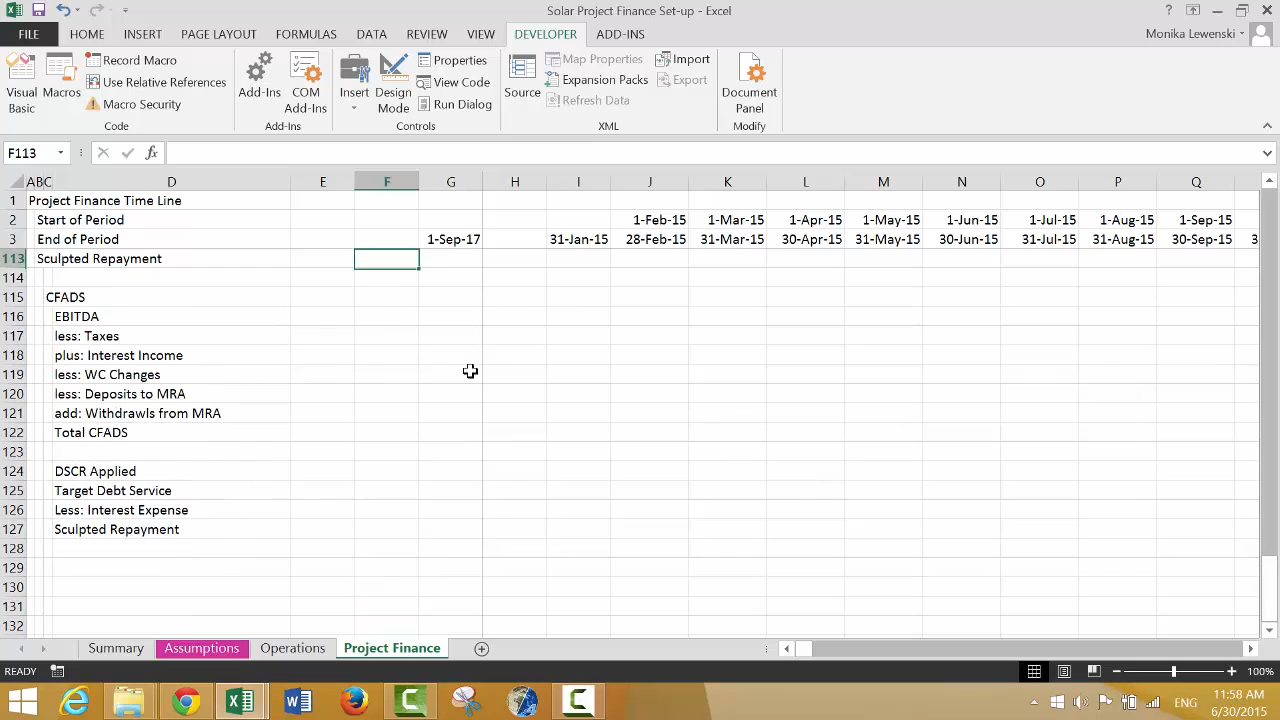 Solar Project Finance Set-up - Excel
FILE HOME INSERT PAGE LAYOUT FORMULAS DATA REVIEW VIEW DEVELOPER ADD-INS Monika Lewenski
Visual Basic
Macros
Record Macro
Use Relative References
Macro Security
Code
Add-Ins
COM Add-Ins
Add-Ins
Insert
Design Mode
Properties
View Code
Run Dialog
Controls
Source
Map Properties
Expansion Packs
Refresh Data
Import
Export
XML
Document Panel
Modify
F113 fx
A B C D E F G H I J K L M N O P Q
1 Project Finance Time Line
2 Start of Period 1-Feb-15 1-Mar-15 1-Apr-15 1-May-15 1-Jun-15 1-Jul-15 1-Aug-15 1-Sep-15
3 End of Period 1-Sep-17 31-Jan-15 28-Feb-15 31-Mar-15 30-Apr-15 31-May-15 30-Jun-15 31-Jul-15 31-Aug-15 30-Sep-15 3
113 Sculpted Repayment
114
115 CFADS
116 EBITDA
117 less: Taxes
118 plus: Interest Income
119 less: WC Changes
120 less: Deposits to MRA
121 add: Withdrawls from MRA
122 Total CFADS
123
124 DSCR Applied
125 Target Debt Service
126 Less: Interest Expense
127 Sculpted Repayment
128
129
130
131
132
Summary Assumptions Operations Project Finance
READY 100%
ENG 11:58 AM
6/30/2015